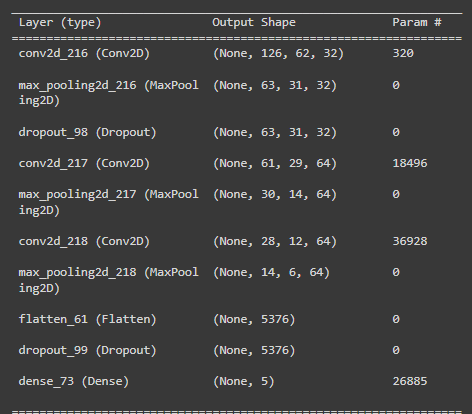 Layer (type) Output Shape Param #
=================================================================
conv2d_216 (Conv2D) (None, 126, 62, 32) 320
max_pooling2d_216 (MaxPool (None, 63, 31, 32) 0
ing2D)
dropout_98 (Dropout) (None, 63, 31, 32) 0
conv2d_217 (Conv2D) (None, 61, 29, 64) 18496
max_pooling2d_217 (MaxPool (None, 30, 14, 64) 0
ing2D)
conv2d_218 (Conv2D) (None, 28, 12, 64) 36928
max_pooling2d_218 (MaxPool (None, 14, 6, 64) 0
ing2D)
flatten_61 (Flatten) (None, 5376) 0
dropout_99 (Dropout) (None, 5376) 0
dense_73 (Dense) (None, 5) 26885
=================================================================